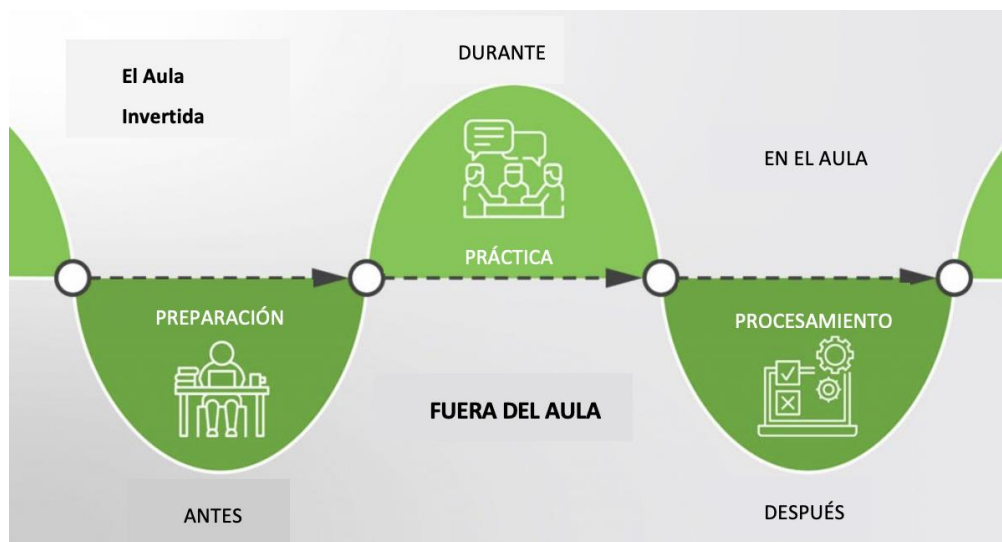 El Aula
Invertida
DURANTE
EN EL AULA
PRÁCTICA
PREPARACIÓN
PROCESAMIENTO
FUERA DEL AULA
ANTES
DESPUÉS